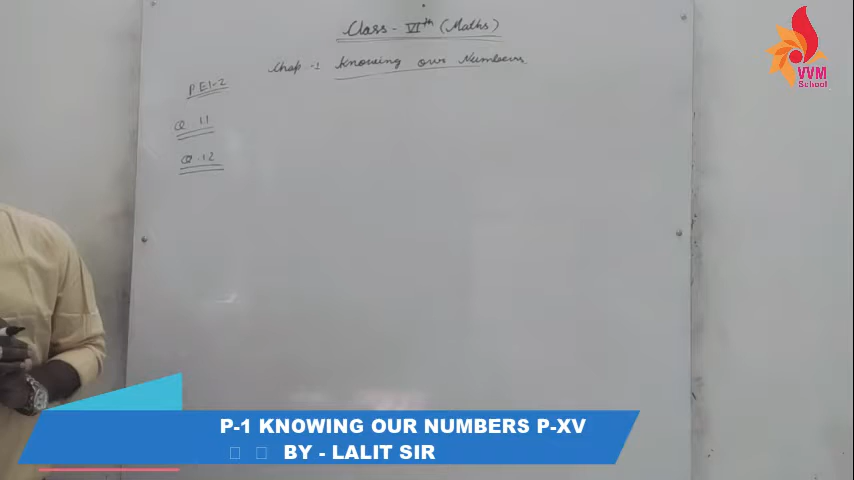 Class - VIth (Maths)
Chap -1 Knowing our Numbers
P E1-2
Q 11
Q -12
VVM
School
P-1 KNOWING OUR NUMBERS P-XV
BY - LALIT SIR